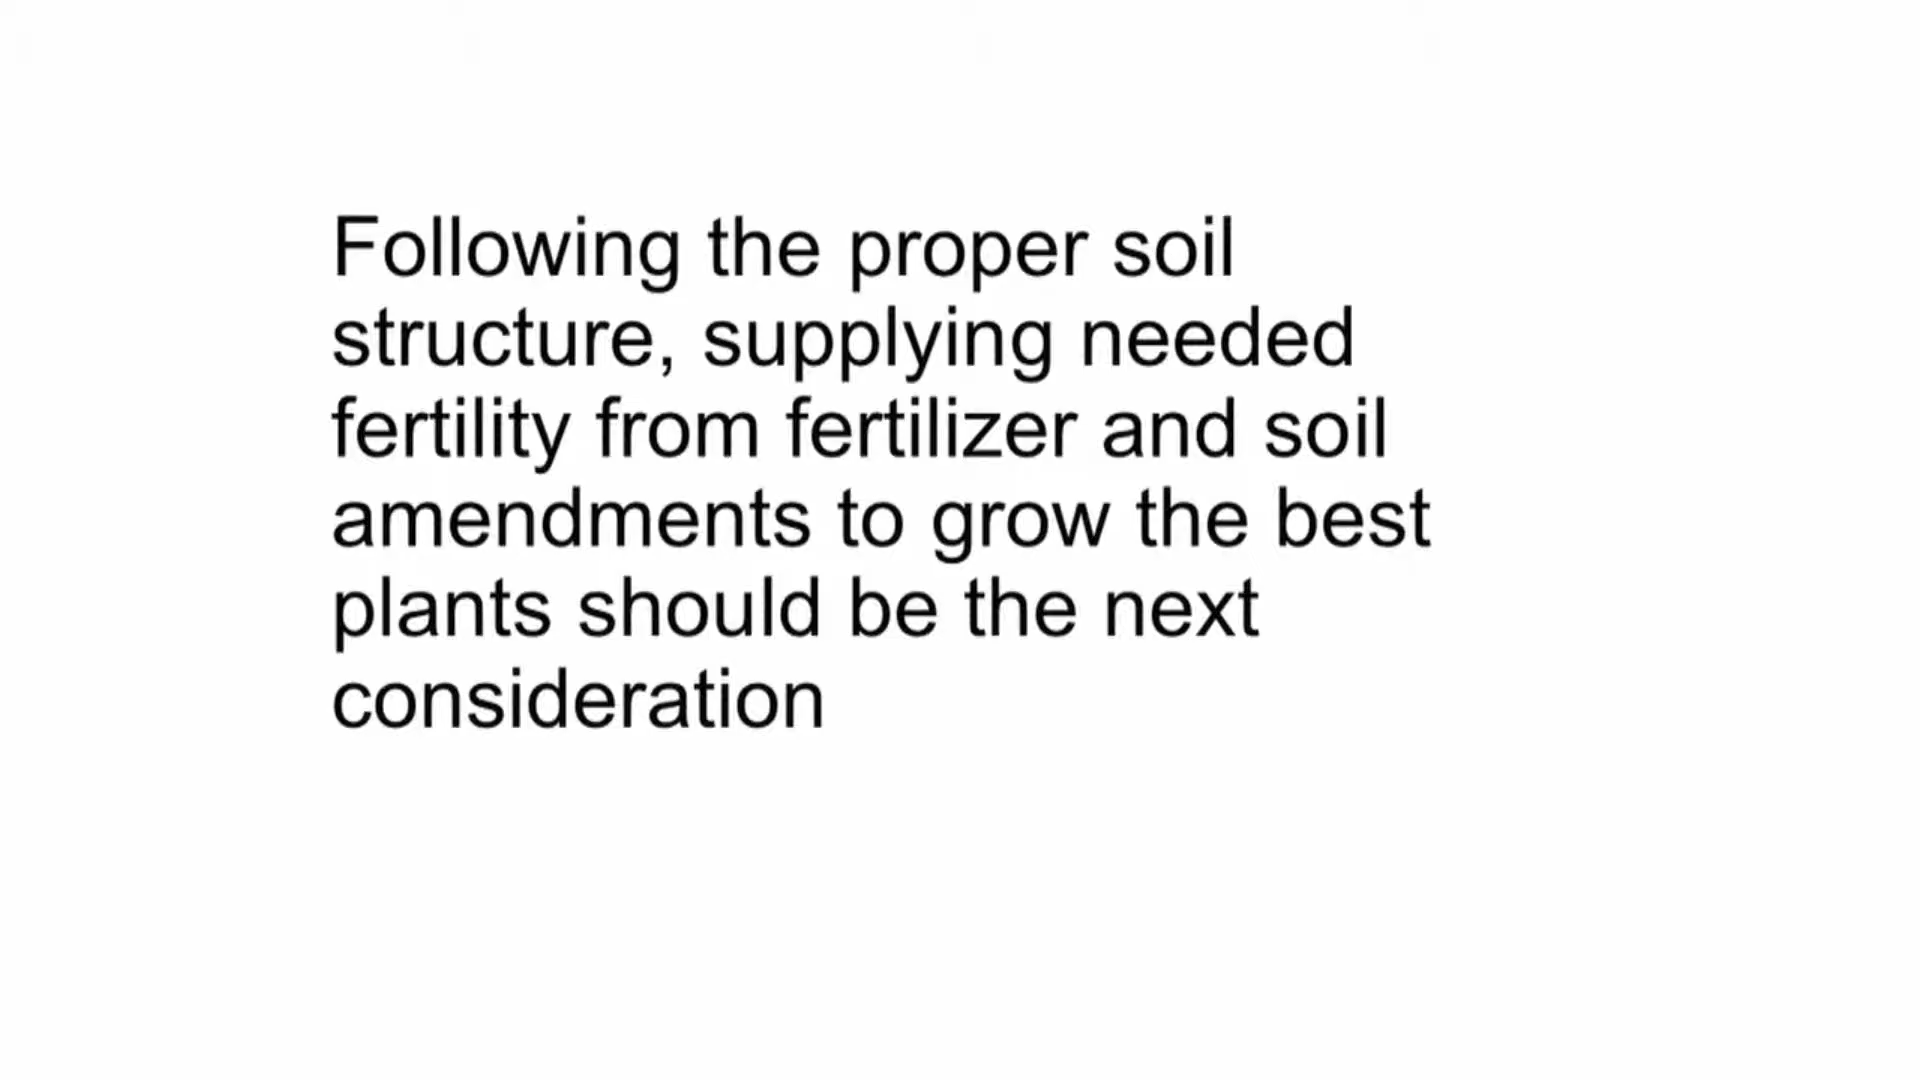 Following the proper soil
structure, supplying needed
fertility from fertilizer and soil
amendments to grow the best
plants should be the next
consideration